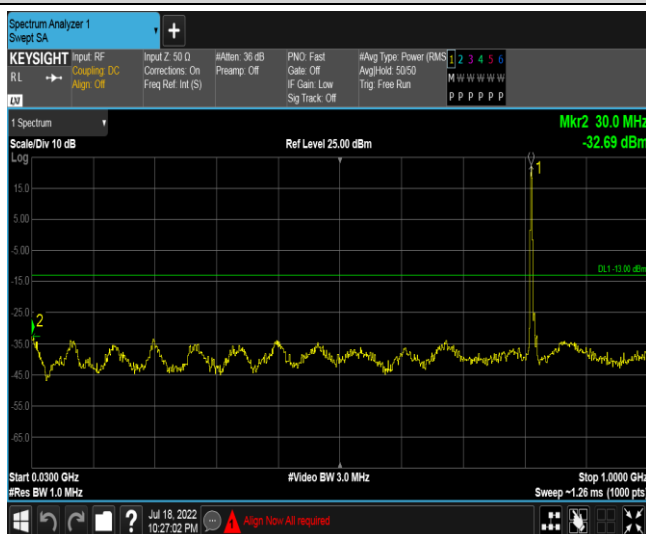 Spectrum Analyzer 1
Swept SA
+
KEYSIGHT Input: RF Input Z: 50 Ω #Atten: 36 dB PNO: Fast #Avg Type: Power (RMS 1 2 3 4 5 6
R L Coupling: DC Corrections: On Preamp: Off Gate: Off Avg|Hold: 50/50 M W W W W W
Align: Off Freq Ref: Int (S) IF Gain: Low Trig: Free Run
Sig Track: Off P P P P P P
LXI
1 Spectrum Mkr2 30.0 MHz
Scale/Div 10 dB Ref Level 25.00 dBm -32.69 dBm
Log
1
15.0
5.00
-5.00
DL1 -13.00 dBm
-15.0
-25.0
2
-35.0
-45.0
-55.0
-65.0
Start 0.0300 GHz #Video BW 3.0 MHz Stop 1.0000 GHz
#Res BW 1.0 MHz Sweep ~1.26 ms (1000 pts)
? Jul 18, 2022
10:27:02 PM
1 Align Now All required